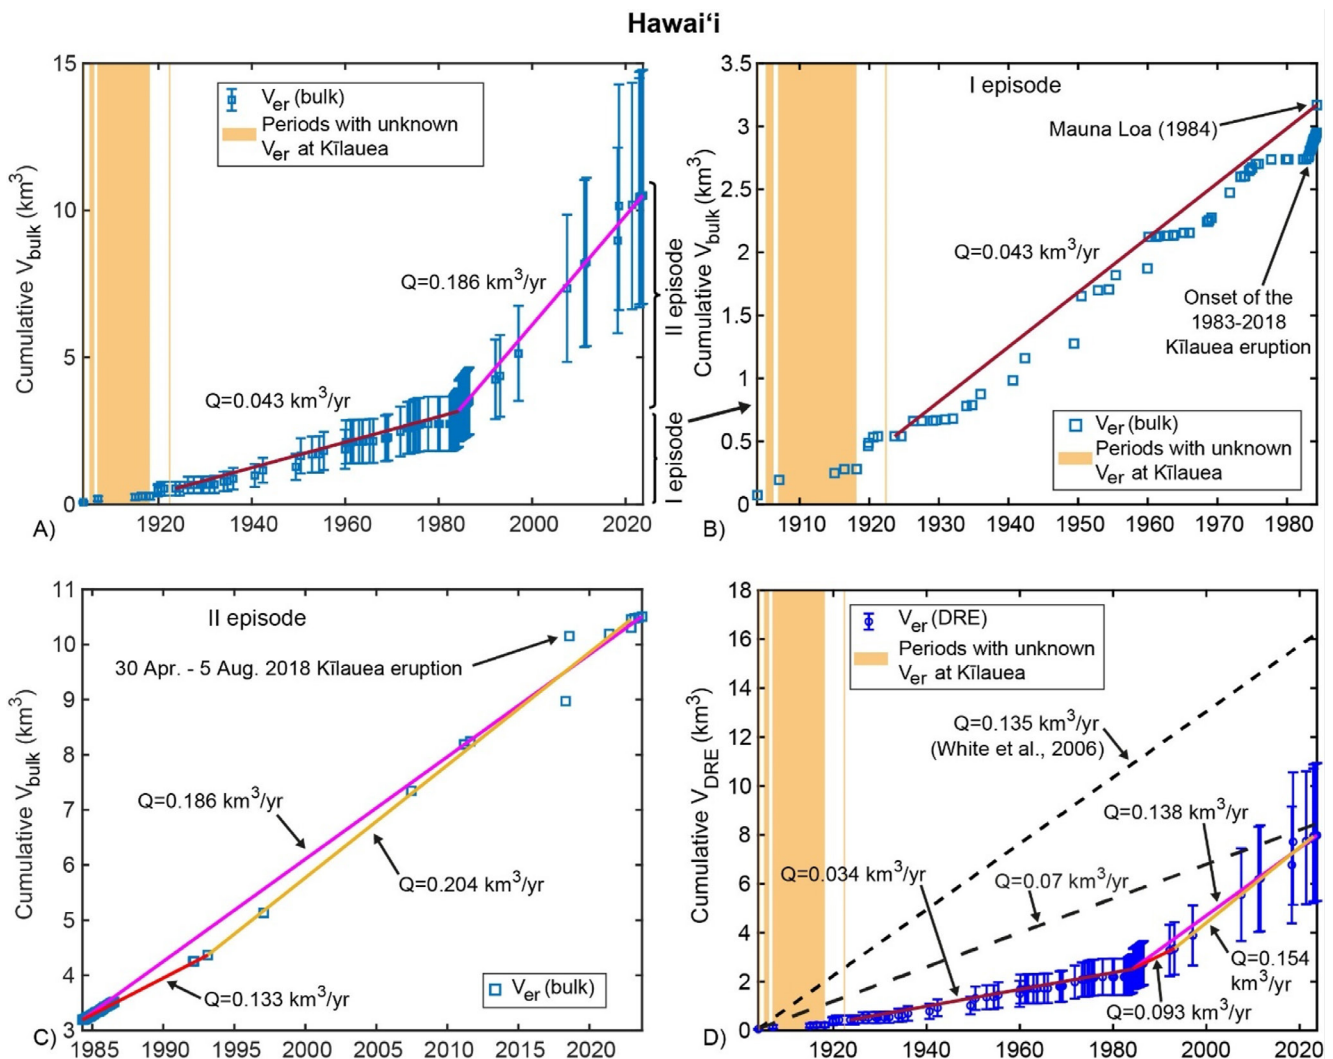 Hawai‘i
15
10
5
0
Cumulative V_bulk (km³)
V_er (bulk)
Periods with unknown
V_er at Kīlauea
Q=0.186 km³/yr
Q=0.043 km³/yr
II episode
I episode
1920
1940
1960
1980
2000
2020
A)
3.5
3
2.5
2
1.5
1
0.5
0
Cumulative V_bulk (km³)
I episode
Mauna Loa (1984)
Q=0.043 km³/yr
Onset of the
1983-2018
Kīlauea eruption
V_er (bulk)
Periods with unknown
V_er at Kīlauea
1910
1920
1930
1940
1950
1960
1970
1980
B)
11
10
9
8
7
6
5
4
3
Cumulative V_bulk (km³)
II episode
30 Apr. - 5 Aug. 2018 Kīlauea eruption
Q=0.186 km³/yr
Q=0.204 km³/yr
Q=0.133 km³/yr
V_er (bulk)
1985
1990
1995
2000
2005
2010
2015
2020
C)
18
16
14
12
10
8
6
4
2
0
Cumulative V_DRE (km³)
V_er (DRE)
Periods with unknown
V_er at Kīlauea
Q=0.135 km³/yr
(White et al., 2006)
Q=0.138 km³/yr
Q=0.034 km³/yr
Q=0.07 km³/yr
Q=0.154
km³/yr
Q=0.093 km³/yr
1920
1940
1960
1980
2000
2020
D)